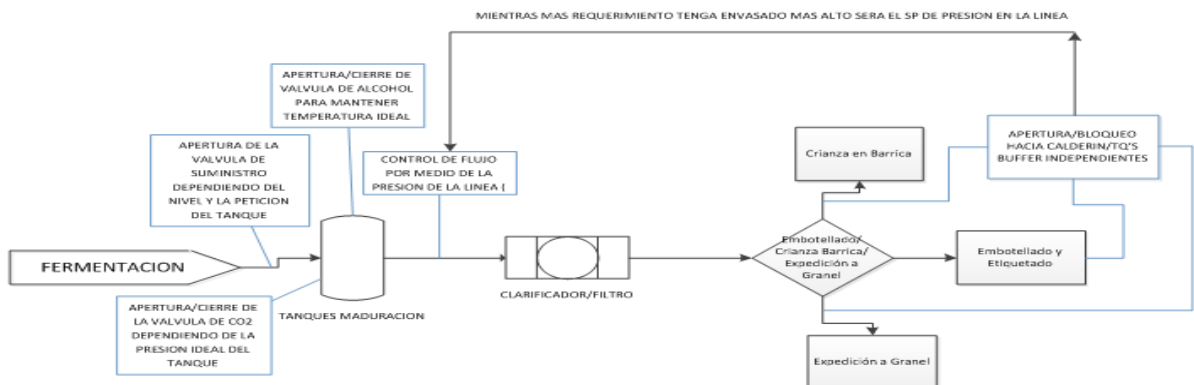 MIENTRAS MAS REQUERIMIENTO TENGA ENVASADO MAS ALTO SERA EL SP DE PRESION EN LA LINEA
APERTURA/CIERRE DE
VALVULA DE ALCOHOL
PARA MANTENER
TEMPERATURA IDEAL
APERTURA DE LA
VALVULA DE
SUMINISTRO
DEPENDIENDO DEL
NIVEL Y LA PETICION
DEL TANQUE
CONTROL DE FLUJO
POR MEDIO DE LA
PRESION DE LA LINEA (
Crianza en Barrica
APERTURA/BLOQUEO
HACIA CALDERIN/TQ'S
BUFFER INDEPENDIENTES
FERMENTACION
Embotellado/
Crianza Barrica/
Expedición a
Granel
Embotellado y
Etiquetado
CLARIFICADOR/FILTRO
TANQUES MADURACION
APERTURA/CIERRE DE
LA VALVULA DE CO2
DEPENDIENDO DE LA
PRESION IDEAL DEL
TANQUE
Expedición a Granel